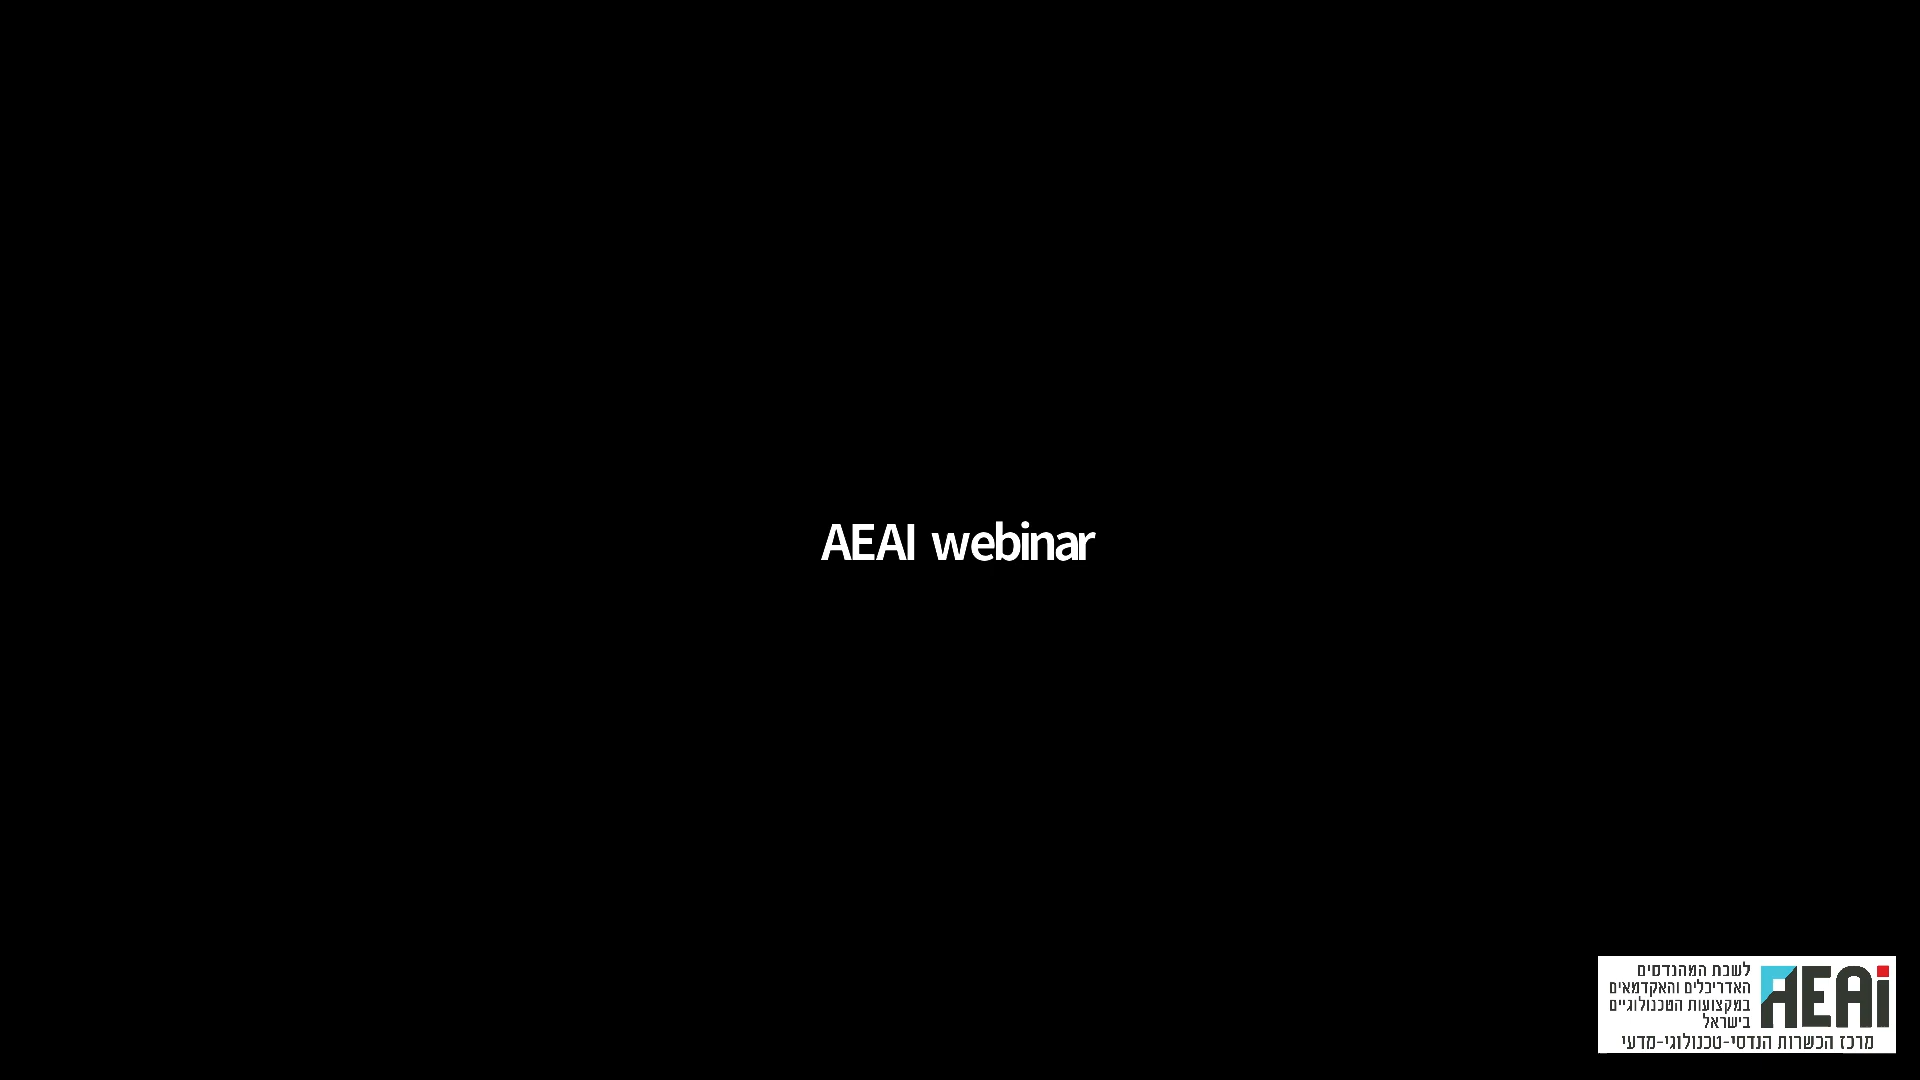 AEAI webinar
לשכת המהנדסים
האדריכלים והאקדמאים
במקצועות הטכנולוגיים
בישראל
AEAi
מרכז הכשרות הנדסי-טכנולוגי-מדעי